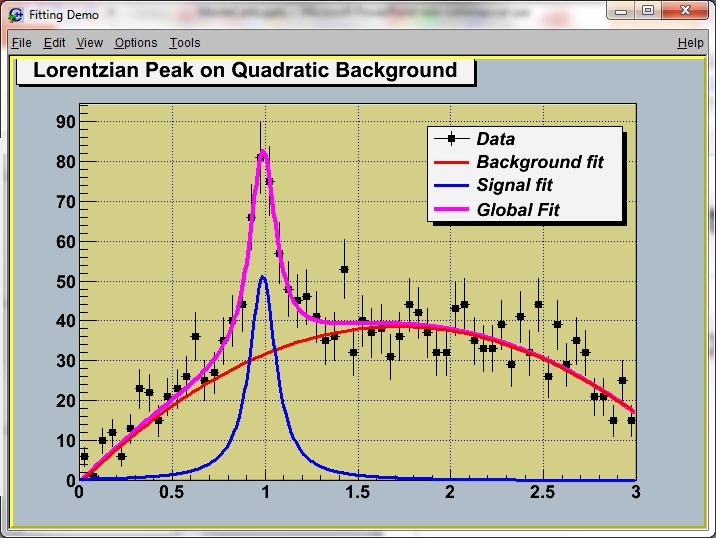 Fitting Demo
File Edit View Options Tools Help
Lorentzian Peak on Quadratic Background
90
80
70
60
50
40
30
20
10
0
Data
Background fit
Signal fit
Global Fit
0 0.5 1 1.5 2 2.5 3